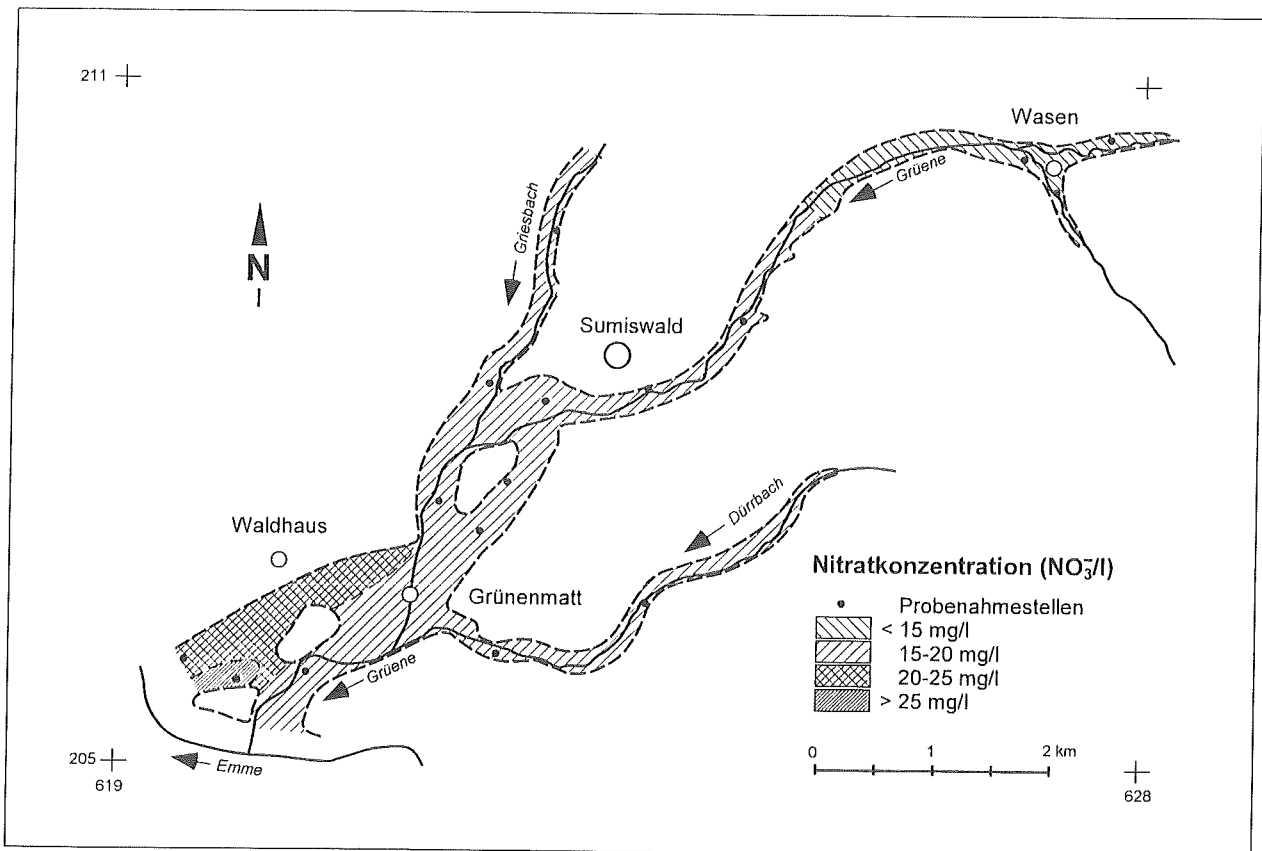 211
Wasen
Grüene
Griesbach
N
Sumiswald
Dürrbach
Waldhaus
Grünenmatt
Grüene
Emme
205
619
Nitratkonzentration (NO₃⁻/l)
Probenahmestellen
< 15 mg/l
15-20 mg/l
20-25 mg/l
> 25 mg/l
0 1 2 km
628